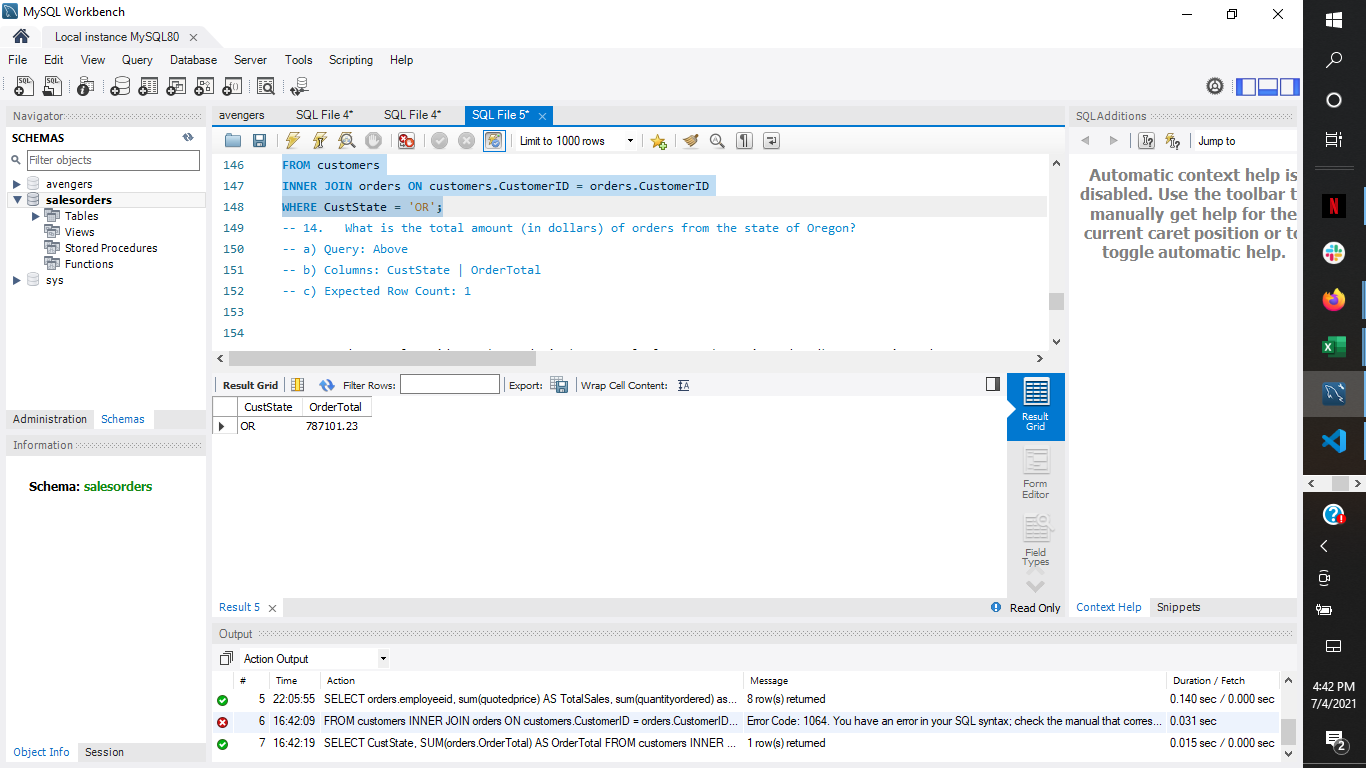 MySQL Workbench
Local instance MySQL80
File Edit View Query Database Server Tools Scripting Help
Navigator
SCHEMAS
Filter objects
avengers
salesorders
Tables
Views
Stored Procedures
Functions
sys
Administration Schemas
Information
Schema: salesorders
Object Info Session
avengers SQL File 4* SQL File 4* SQL File 5*
Limit to 1000 rows
146 FROM customers
147 INNER JOIN orders ON customers.CustomerID = orders.CustomerID
148 WHERE CustState = 'OR';
149 -- 14. What is the total amount (in dollars) of orders from the state of Oregon?
150 -- a) Query: Above
151 -- b) Columns: CustState | OrderTotal
152 -- c) Expected Row Count: 1
153
154
Result Grid Filter Rows: Export: Wrap Cell Content:
CustState OrderTotal
OR 787101.23
Result Grid
Form Editor
Field Types
Result 5
Read Only
SQLAdditions
Jump to
Automatic context help is
disabled. Use the toolbar t
manually get help for the
current caret position or to
toggle automatic help.
Context Help Snippets
Output
Action Output
# Time Action Message Duration / Fetch
5 22:05:55 SELECT orders.employeeid, sum(quotedprice) AS TotalSales, sum(quantityordered) as... 8 row(s) returned 0.140 sec / 0.000 sec
6 16:42:09 FROM customers INNER JOIN orders ON customers.CustomerID = orders.CustomerID... Error Code: 1064. You have an error in your SQL syntax; check the manual that corres... 0.031 sec
7 16:42:19 SELECT CustState, SUM(orders.OrderTotal) AS OrderTotal FROM customers INNER ... 1 row(s) returned 0.015 sec / 0.000 sec
4:42 PM
7/4/2021
2